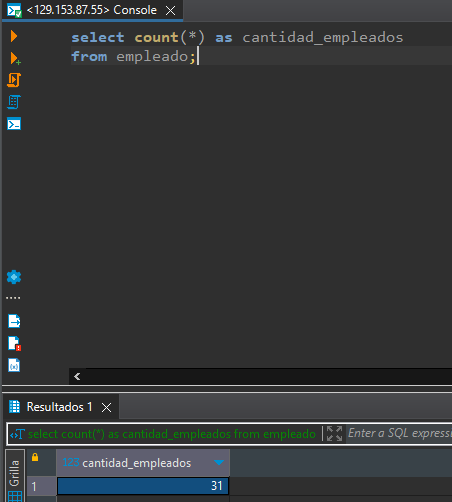 <129.153.87.55> Console
select count(*) as cantidad_empleados
from empleado;
Resultados 1
select count(*) as cantidad_empleados from empleado
Enter a SQL express
Grilla
123 cantidad_empleados
1
31